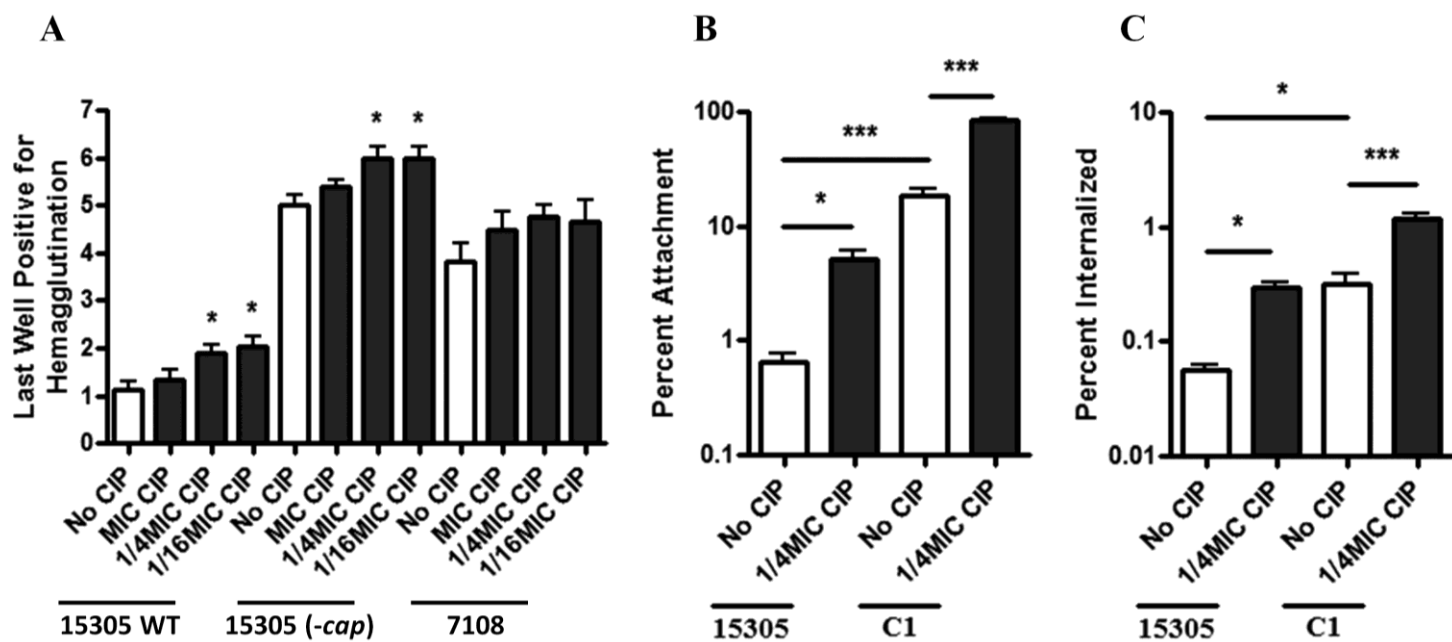 A
Last Well Positive for
Hemagglutination
7
6
5
4
3
2
1
0
* * * *
No CIP
MIC CIP
1/4MIC CIP
1/16MIC CIP
No CIP
MIC CIP
1/4MIC CIP
1/16MIC CIP
No CIP
MIC CIP
1/4MIC CIP
1/16MIC CIP
15305 WT
15305 (-cap)
7108
B
Percent Attachment
100
10
1
0.1
*
***
***
No CIP
1/4MIC CIP
No CIP
1/4MIC CIP
15305
C1
C
Percent Internalized
10
1
0.1
0.01
*
*
***
No CIP
1/4MIC CIP
No CIP
1/4MIC CIP
15305
C1